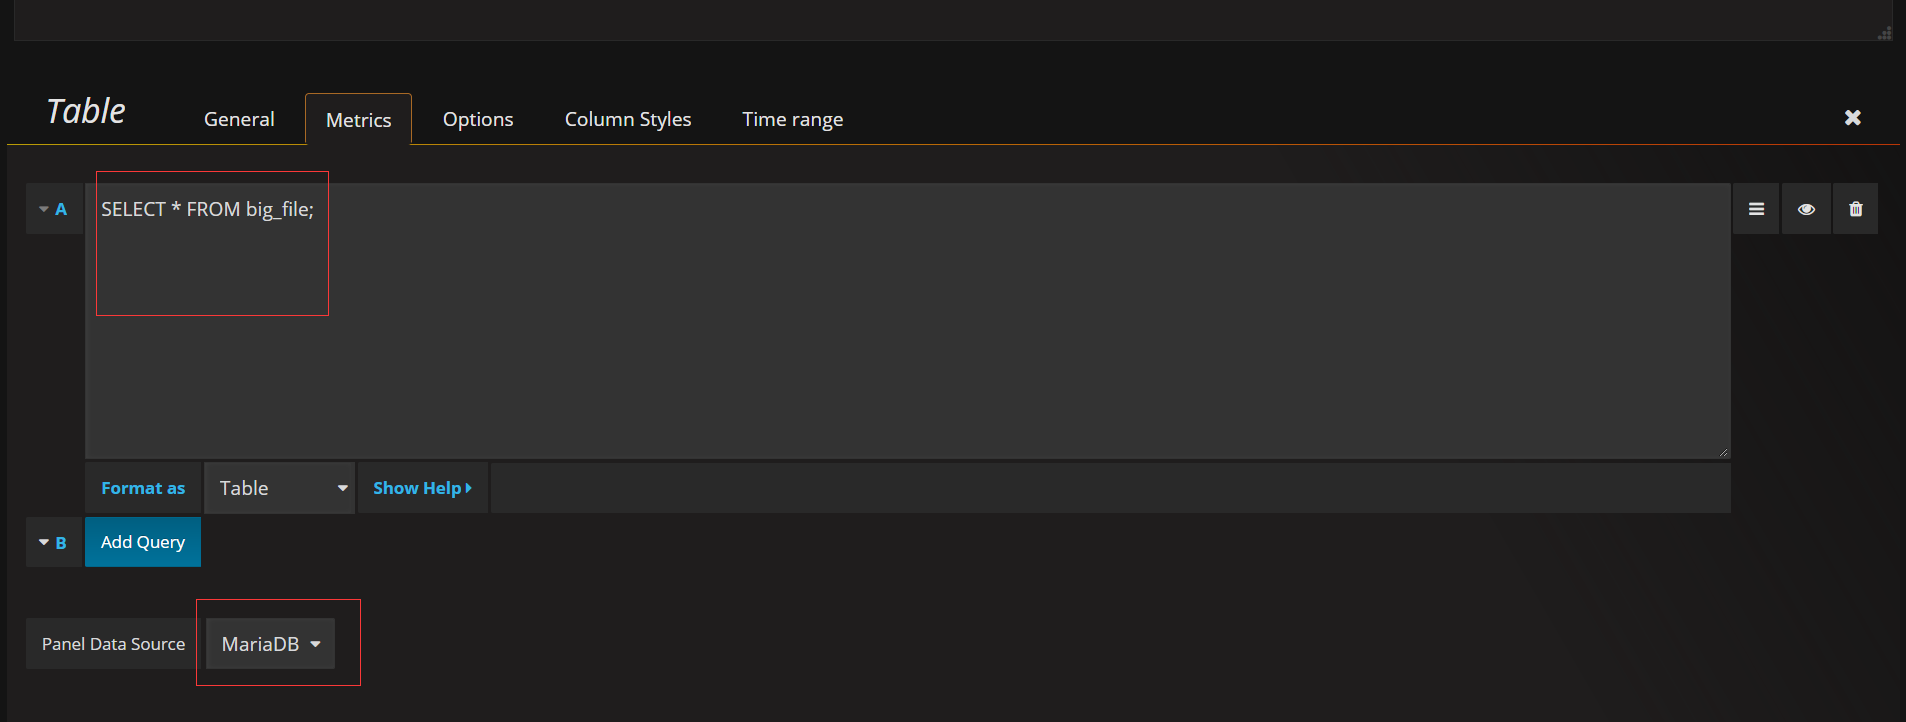 Table General Metrics Options Column Styles Time range
A SELECT * FROM big_file;
Format as Table Show Help
B Add Query
Panel Data Source MariaDB